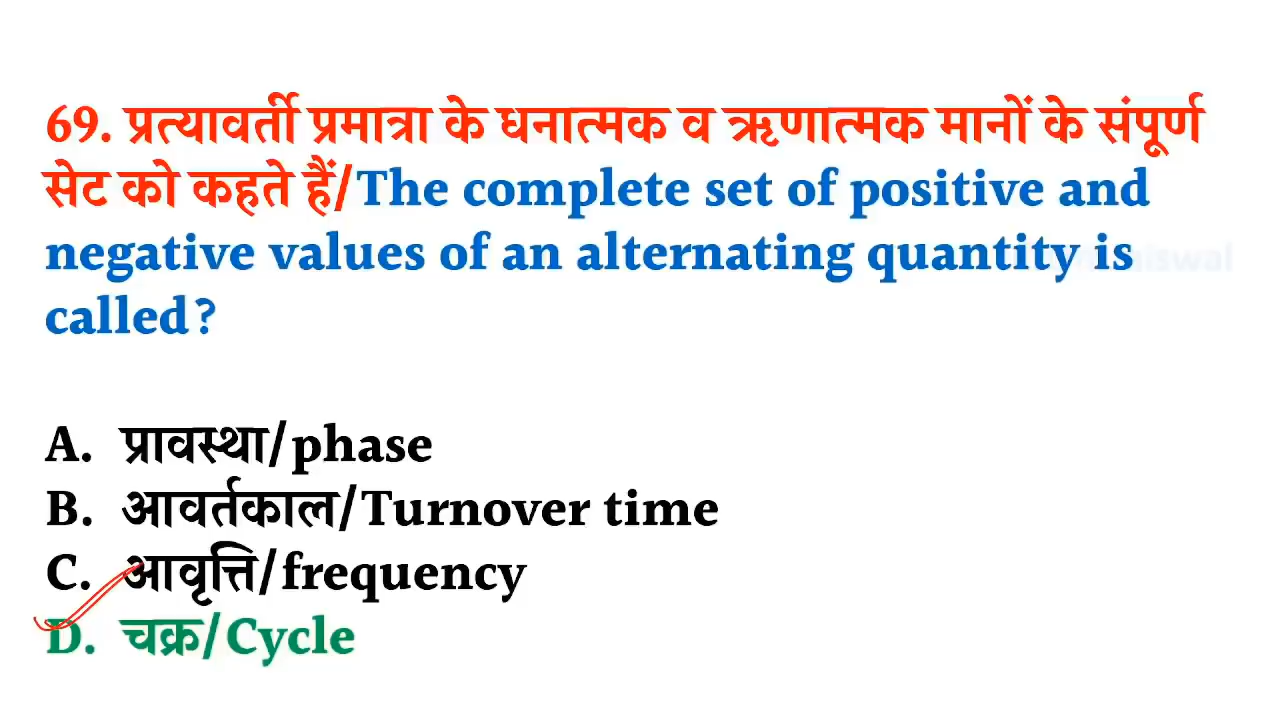 69. प्रत्यावर्ती प्रमात्रा के धनात्मक व ऋणात्मक मानों के संपूर्ण
सेट को कहते हैं/The complete set of positive and
negative values of an alternating quantity is
called?
A. प्रावस्था/phase
B. आवर्तकाल/Turnover time
C. आवृत्ति/frequency
D. चक्र/Cycle